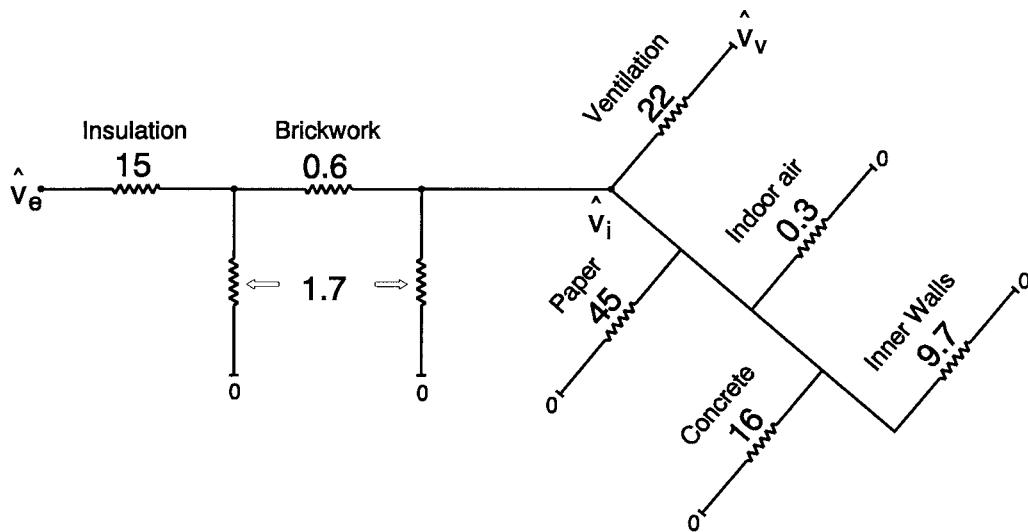 Insulation
15
Brickwork
0.6
v̂e
1.7
0
0
v̂i
Ventilation
22
v̂v
Indoor air
0.3
0
Paper
45
0
Inner Walls
9.7
0
Concrete
16
0